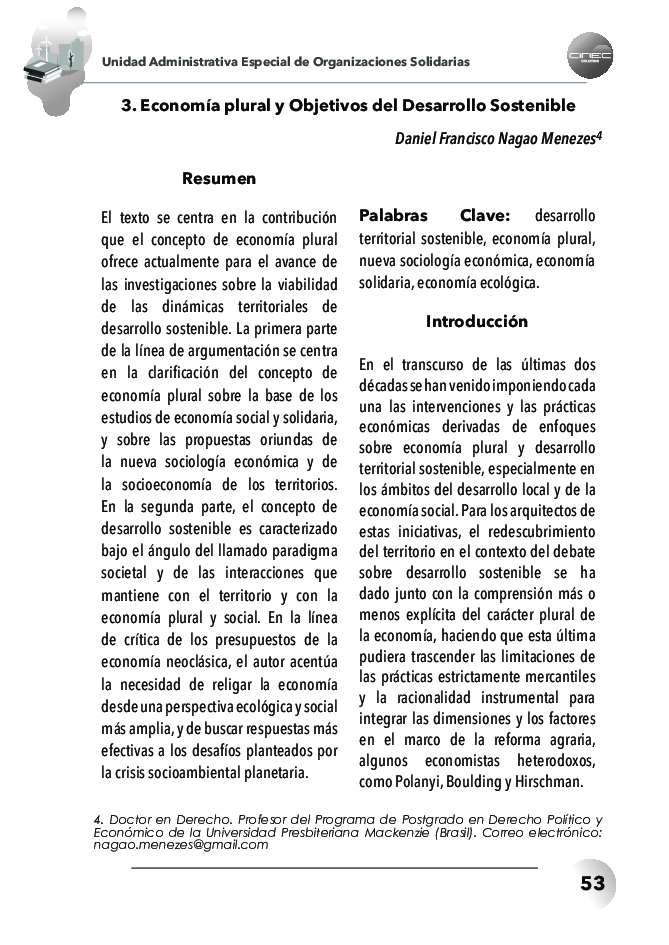 Unidad Administrativa Especial de Organizaciones Solidarias
CIRIEC
COLOMBIA
3. Economía plural y Objetivos del Desarrollo Sostenible
Daniel Francisco Nagao Menezes4
Resumen
El texto se centra en la contribución
que el concepto de economía plural
ofrece actualmente para el avance de
las investigaciones sobre la viabilidad
de las dinámicas territoriales de
desarrollo sostenible. La primera parte
de la línea de argumentación se centra
en la clarificación del concepto de
economía plural sobre la base de los
estudios de economía social y solidaria,
y sobre las propuestas oriundas de
la nueva sociología económica y de
la socioeconomía de los territorios.
En la segunda parte, el concepto de
desarrollo sostenible es caracterizado
bajo el ángulo del llamado paradigma
societal y de las interacciones que
mantiene con el territorio y con la
economía plural y social. En la línea
de crítica de los presupuestos de la
economía neoclásica, el autor acentúa
la necesidad de religar la economía
desde una perspectiva ecológica y social
más amplia, y de buscar respuestas más
efectivas a los desafíos planteados por
la crisis socioambiental planetaria.
Palabras Clave: desarrollo
territorial sostenible, economía plural,
nueva sociología económica, economía
solidaria, economía ecológica.
Introducción
En el transcurso de las últimas dos
décadas se han venido imponiendo cada
una las intervenciones y las prácticas
económicas derivadas de enfoques
sobre economía plural y desarrollo
territorial sostenible, especialmente en
los ámbitos del desarrollo local y de la
economía social. Para los arquitectos de
estas iniciativas, el redescubrimiento
del territorio en el contexto del debate
sobre desarrollo sostenible se ha
dado junto con la comprensión más o
menos explícita del carácter plural de
la economía, haciendo que esta última
pudiera trascender las limitaciones de
las prácticas estrictamente mercantiles
y la racionalidad instrumental para
integrar las dimensiones y los factores
en el marco de la reforma agraria,
algunos economistas heterodoxos,
como Polanyi, Boulding y Hirschman.
4. Doctor en Derecho. Profesor del Programa de Postgrado en Derecho Político y
Económico de la Universidad Presbiteriana Mackenzie (Brasil). Correo electrónico:
nagao.menezes@gmail.com
53